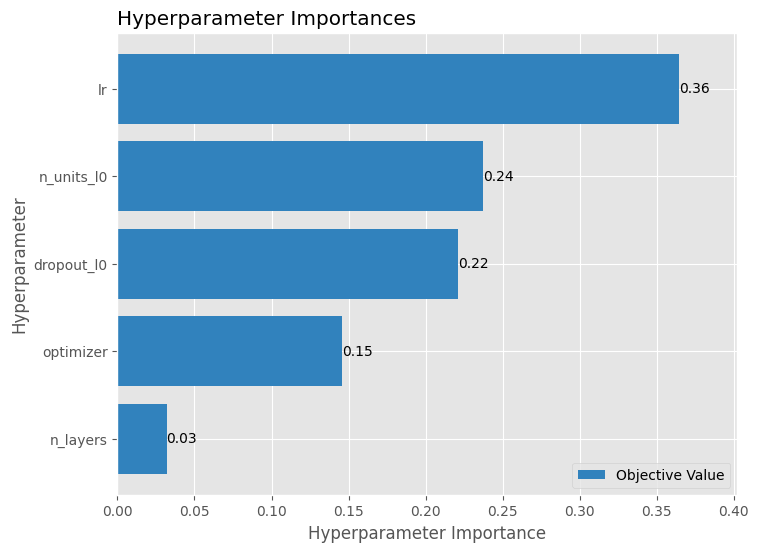 Hyperparameter Importances
Hyperparameter
lr
0.36
n_units_l0
0.24
dropout_l0
0.22
optimizer
0.15
n_layers
0.03
Objective Value
0.00 0.05 0.10 0.15 0.20 0.25 0.30 0.35 0.40
Hyperparameter Importance